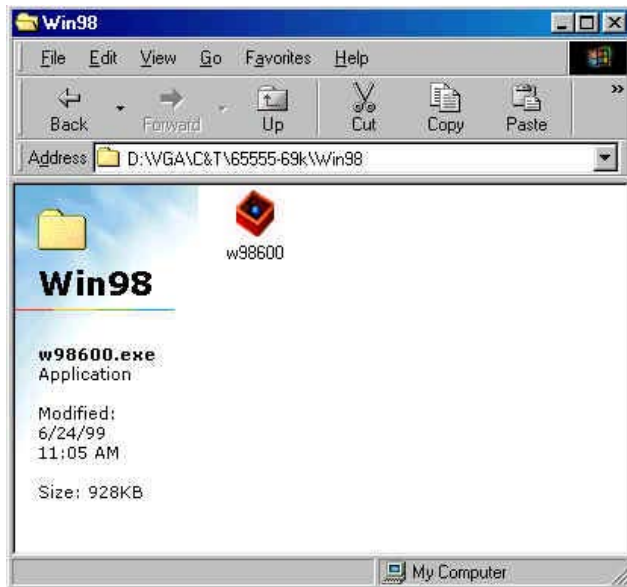 Win98
File Edit View Go Favorites Help
Back Forward Up Cut Copy Paste »
Address D:\VGA\C&T\65555-69k\Win98
w98600
Win98
w98600.exe
Application
Modified:
6/24/99
11:05 AM
Size: 928KB
My Computer